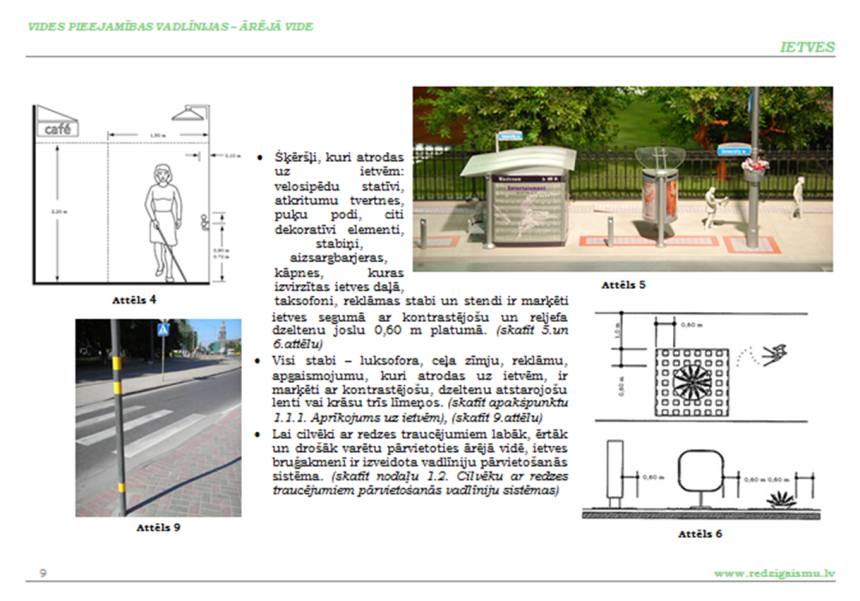 VIDES PIEEJAMĪBAS VADLĪNIJAS – ĀRĒJĀ VIDE
IETVES
café
1,50 m
0,10 m
2,20 m
0,90 m
0,70 m
Attēls 4
• Šķēršļi, kuri atrodas
uz ietvēm:
velosipēdu statīvi,
atkritumu tvertnes,
puķu podi, citi
dekoratīvi elementi,
stabiņi,
aizsargbarjeras,
kāpnes, kuras
izvirzītas ietves daļā,
taksofoni, reklāmas stabi un stendi ir marķēti
ietves segumā ar kontrastējošu un reljefa
dzeltenu joslu 0,60 m platumā. (skatīt 5.un
6.attēlu)
• Visi stabi – luksofora, ceļa zīmju, reklāmu,
apgaismojumu, kuri atrodas uz ietvēm, ir
marķēti ar kontrastējošu, dzeltenu atstarojošu
lenti vai krāsu trīs līmeņos. (skatīt apakšpunktu
1.1.1. Aprīkojums uz ietvēm), (skatīt 9.attēlu)
• Lai cilvēki ar redzes traucējumiem labāk, ērtāk
un drošāk varētu pārvietoties ārējā vidē, ietves
bruģakmenī ir izveidota vadlīniju pārvietošanās
sistēma. (skatīt nodaļu 1.2. Cilvēku ar redzes
traucējumiem pārvietošanās vadlīniju sistēmas)
Entertainment
Attēls 5
1,0 m
0,60 m
0,60 m
0,60 m
0,60 m
0,60 m
Attēls 6
Attēls 9
9
www.redzigaismu.lv